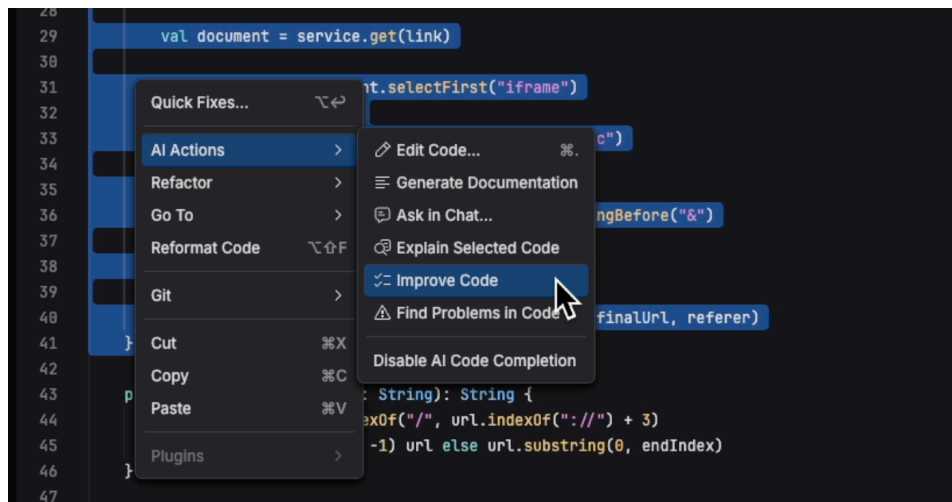 28
29 val document = service.get(link)
30
31 nt.selectFirst("iframe")
32
33 c")
34
35
36 ngBefore("&")
37
38
39
40 finalUrl, referer)
41 }
42
43 p : String): String {
44 exOf("/", url.indexOf("://") + 3)
45 -1) url else url.substring(0, endIndex)
46 }
47
Quick Fixes... ⌥↩
AI Actions >
Refactor >
Go To >
Reformat Code ⌥⇧F
Git >
Cut ⌘X
Copy ⌘C
Paste ⌘V
Plugins >
Edit Code... ⌘.
Generate Documentation
Ask in Chat...
Explain Selected Code
Improve Code
Find Problems in Code
Disable AI Code Completion